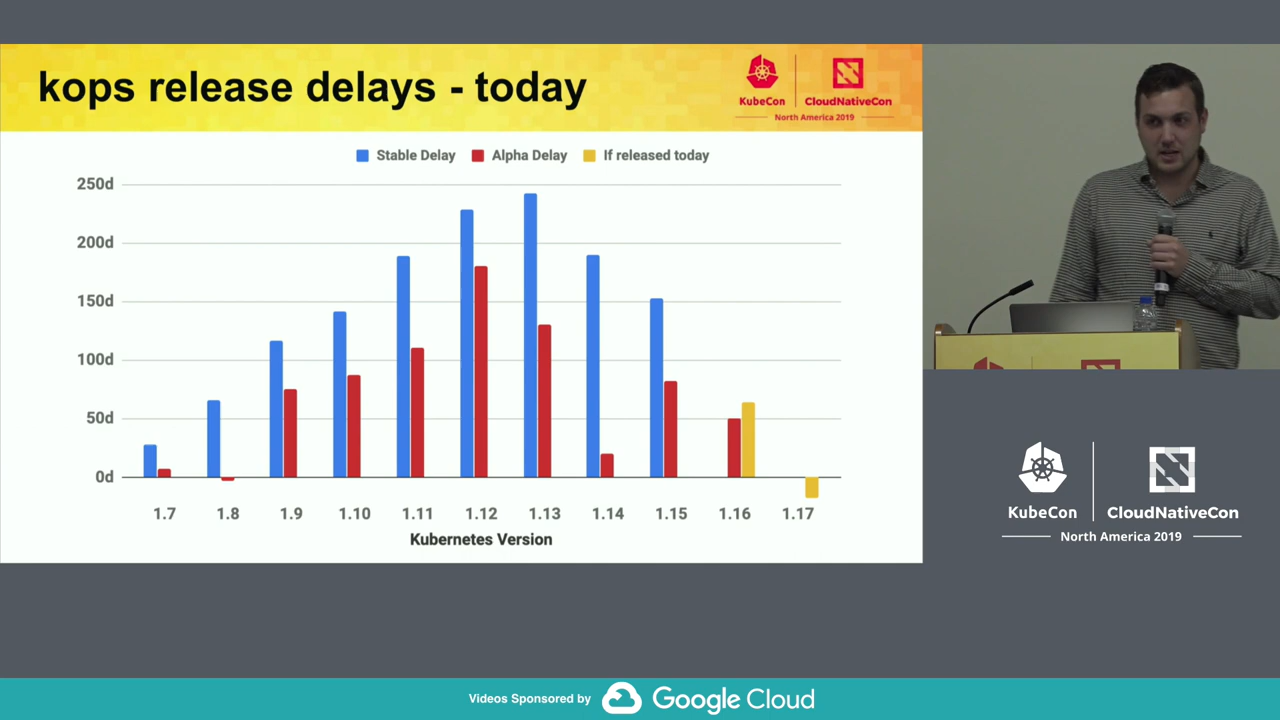 kops release delays - today
KubeCon
CloudNativeCon
North America 2019
Stable Delay
Alpha Delay
If released today
250d
200d
150d
100d
50d
0d
1.7 1.8 1.9 1.10 1.11 1.12 1.13 1.14 1.15 1.16 1.17
Kubernetes Version
KubeCon
CloudNativeCon
North America 2019
Videos Sponsored by
Google Cloud